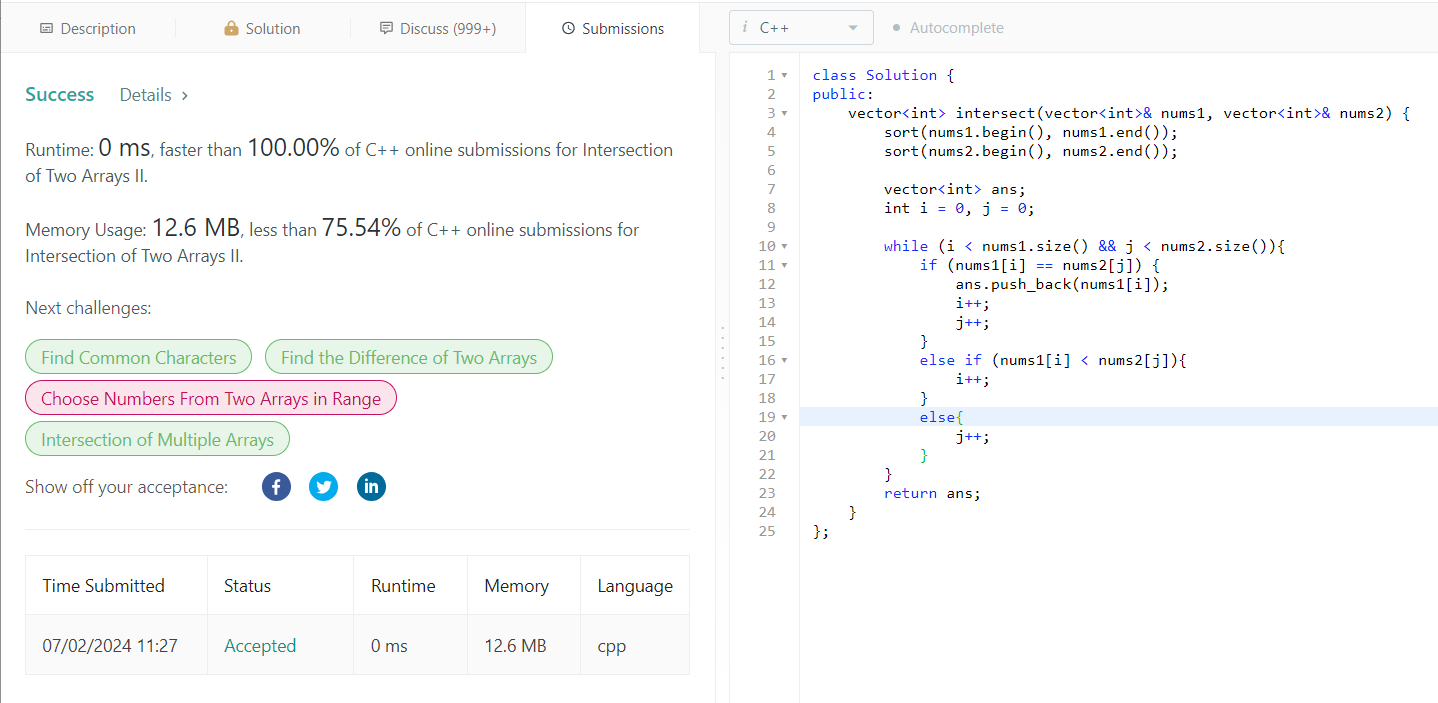 Description
Solution
Discuss (999+)
Submissions
Success Details >
Runtime: 0 ms, faster than 100.00% of C++ online submissions for Intersection
of Two Arrays II.
Memory Usage: 12.6 MB, less than 75.54% of C++ online submissions for
Intersection of Two Arrays II.
Next challenges:
Find Common Characters
Find the Difference of Two Arrays
Choose Numbers From Two Arrays in Range
Intersection of Multiple Arrays
Show off your acceptance:
f
in
Time Submitted Status Runtime Memory Language
07/02/2024 11:27 Accepted 0 ms 12.6 MB cpp
i C++
Autocomplete
1 class Solution {
2 public:
3     vector<int> intersect(vector<int>& nums1, vector<int>& nums2) {
4         sort(nums1.begin(), nums1.end());
5         sort(nums2.begin(), nums2.end());
6
7         vector<int> ans;
8         int i = 0, j = 0;
9
10         while (i < nums1.size() && j < nums2.size()){
11             if (nums1[i] == nums2[j]) {
12                 ans.push_back(nums1[i]);
13                 i++;
14                 j++;
15             }
16             else if (nums1[i] < nums2[j]){
17                 i++;
18             }
19             else{
20                 j++;
21             }
22         }
23         return ans;
24     }
25 };